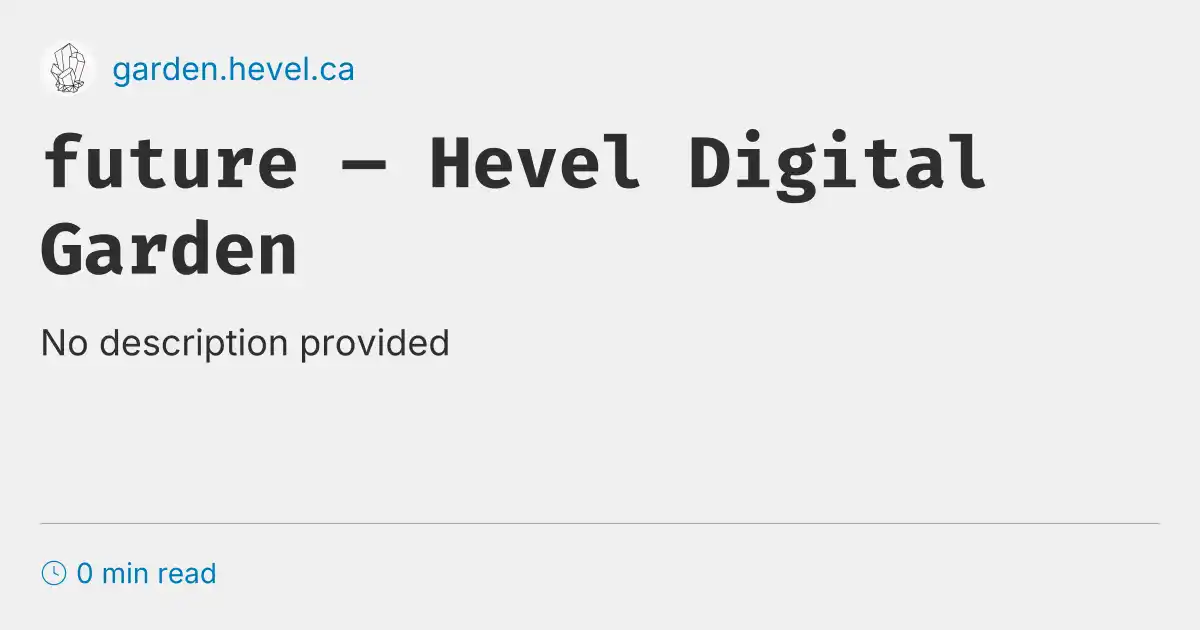 garden.hevel.ca
future — Hevel Digital
Garden
No description provided
0 min read